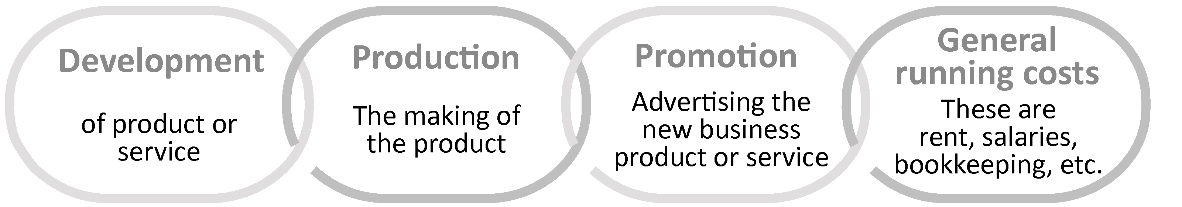 Development
of product or
service
Production
The making of
the product
Promotion
Advertising the
new business
product or service
General
running costs
These are
rent, salaries,
bookkeeping, etc.